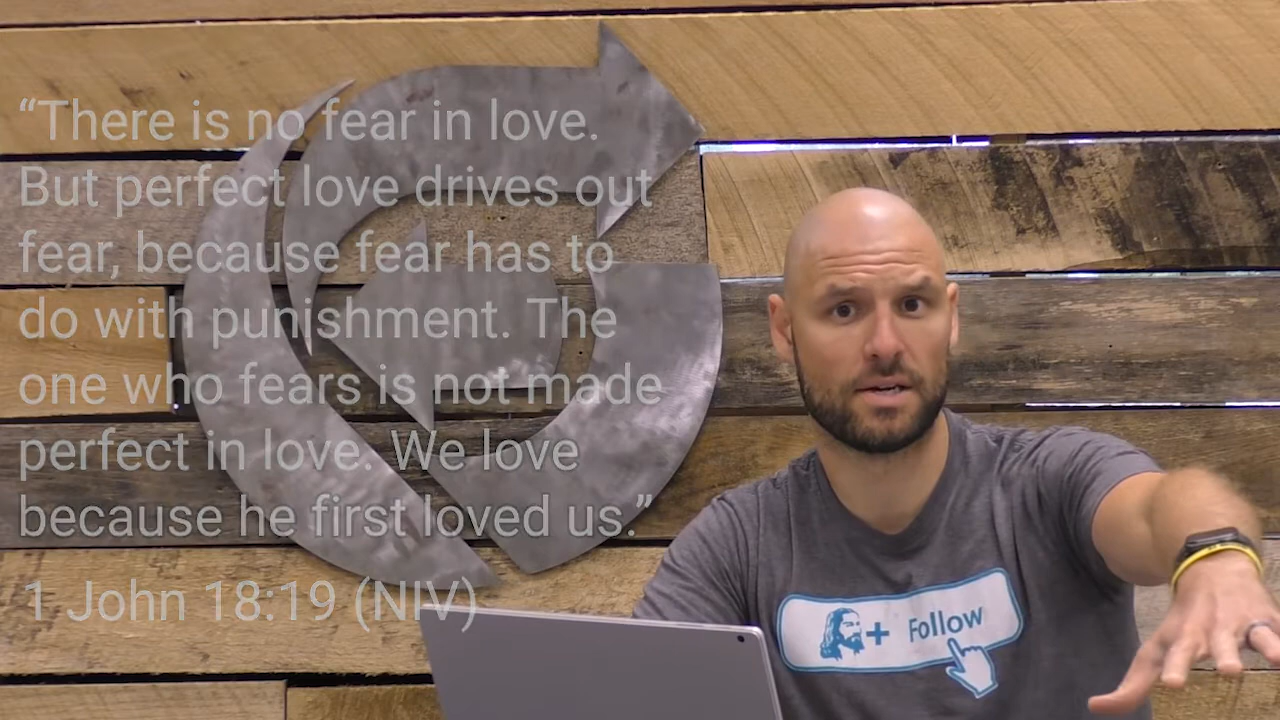 “There is no fear in love.
But perfect love drives out
fear, because fear has to
do with punishment. The
one who fears is not made
perfect in love. We love
because he first loved us.”
1 John 18:19 (NIV)
+ Follow